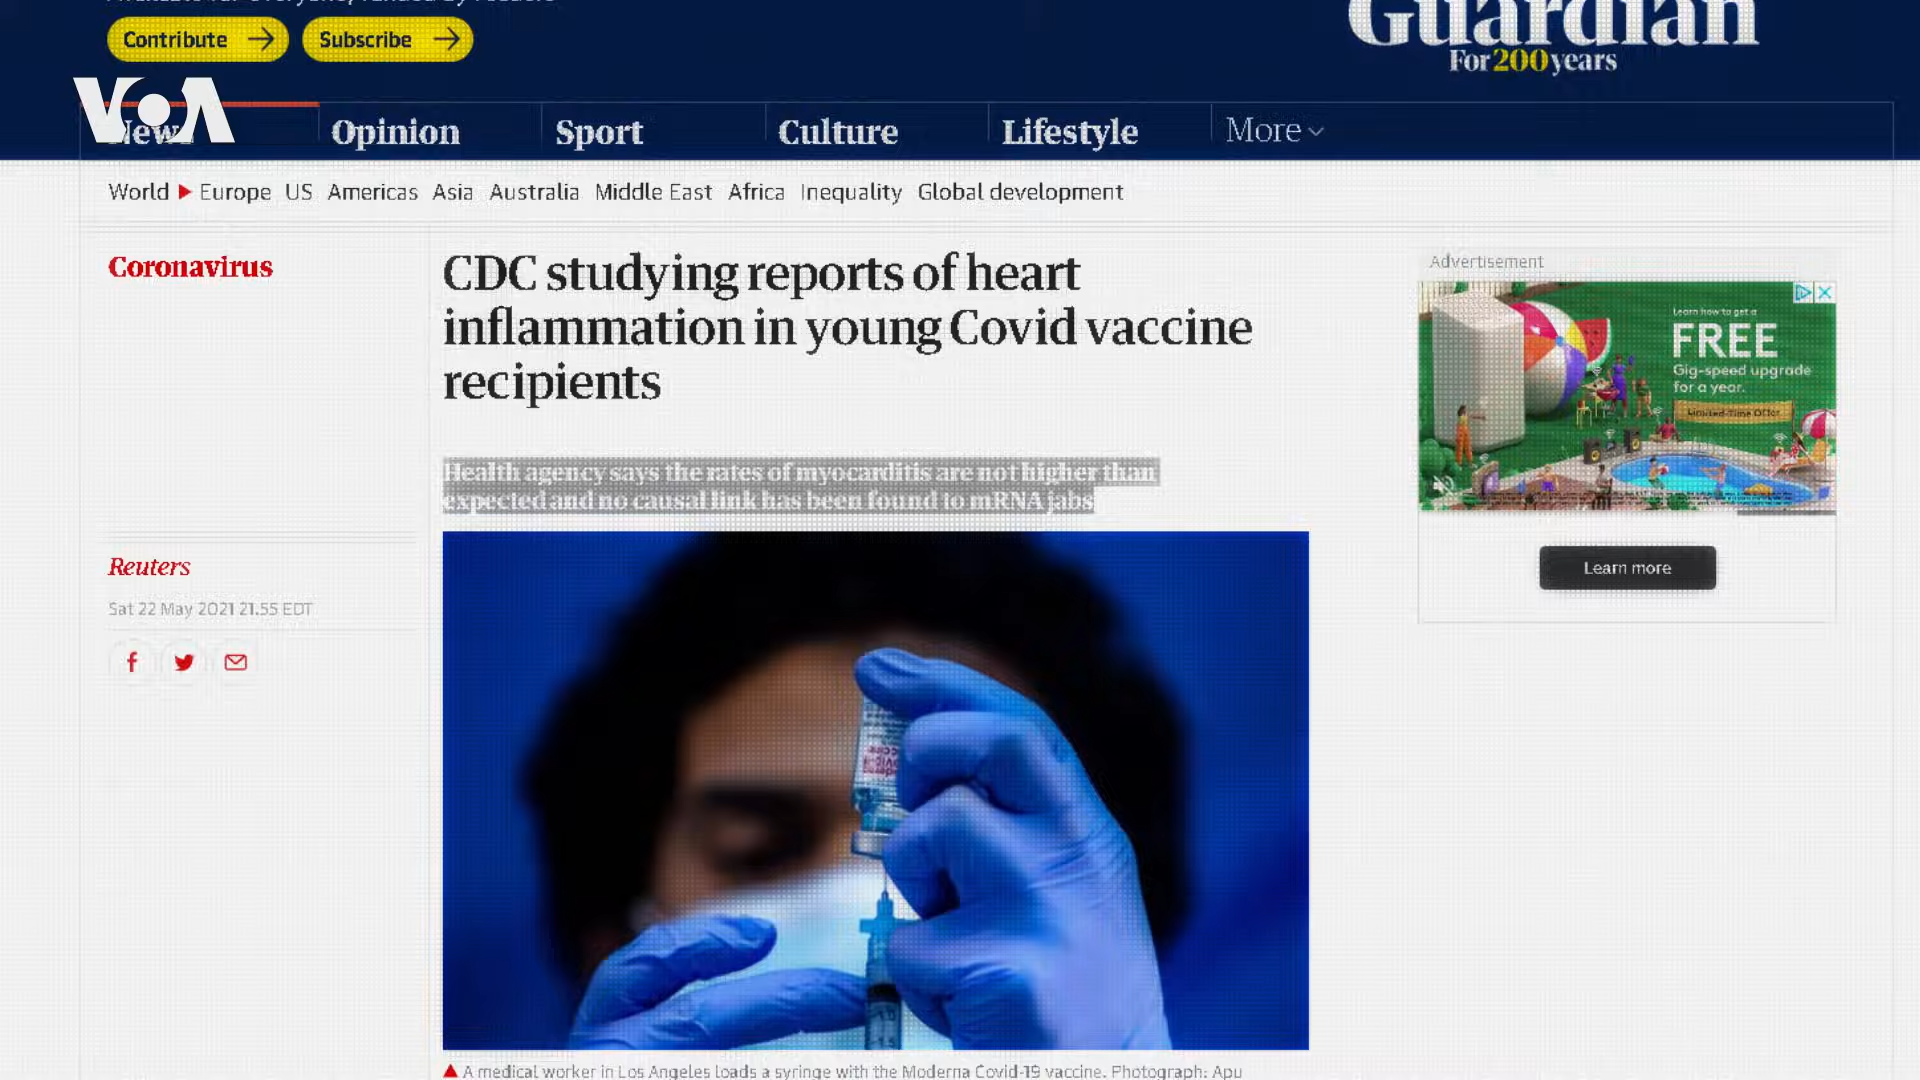 Contribute →
Subscribe →
Guardian
For 200 years
VOA
News
Opinion
Sport
Culture
Lifestyle
More
World Europe US Americas Asia Australia Middle East Africa Inequality Global development
Coronavirus
CDC studying reports of heart
inflammation in young Covid vaccine
recipients
Health agency says the rates of myocarditis are not higher than
expected and no causal link has been found to mRNA jabs
Reuters
Sat 22 May 2021 21.55 EDT
Advertisement
Learn how to get a
FREE
Gig-speed upgrade
for a year.
Limited-Time Offer
Learn more
A medical worker in Los Angeles loads a syringe with the Moderna Covid-19 vaccine. Photograph: Apu